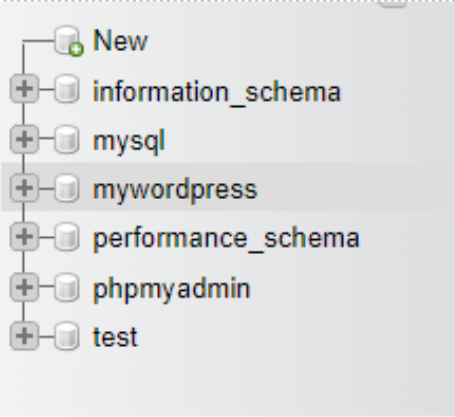 New
information_schema
mysql
mywordpress
performance_schema
phpmyadmin
test